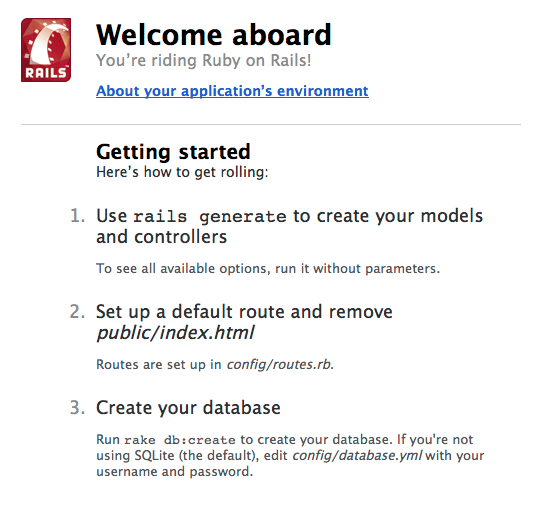 RAILS
Welcome aboard
You’re riding Ruby on Rails!
About your application’s environment
Getting started
Here’s how to get rolling:
1. Use rails generate to create your models
and controllers
To see all available options, run it without parameters.
2. Set up a default route and remove
public/index.html
Routes are set up in config/routes.rb.
3. Create your database
Run rake db:create to create your database. If you're not
using SQLite (the default), edit config/database.yml with your
username and password.